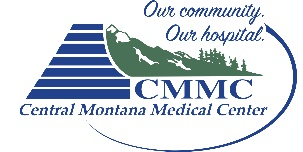 Our community.
Our hospital.
CMMC
Central Montana Medical Center